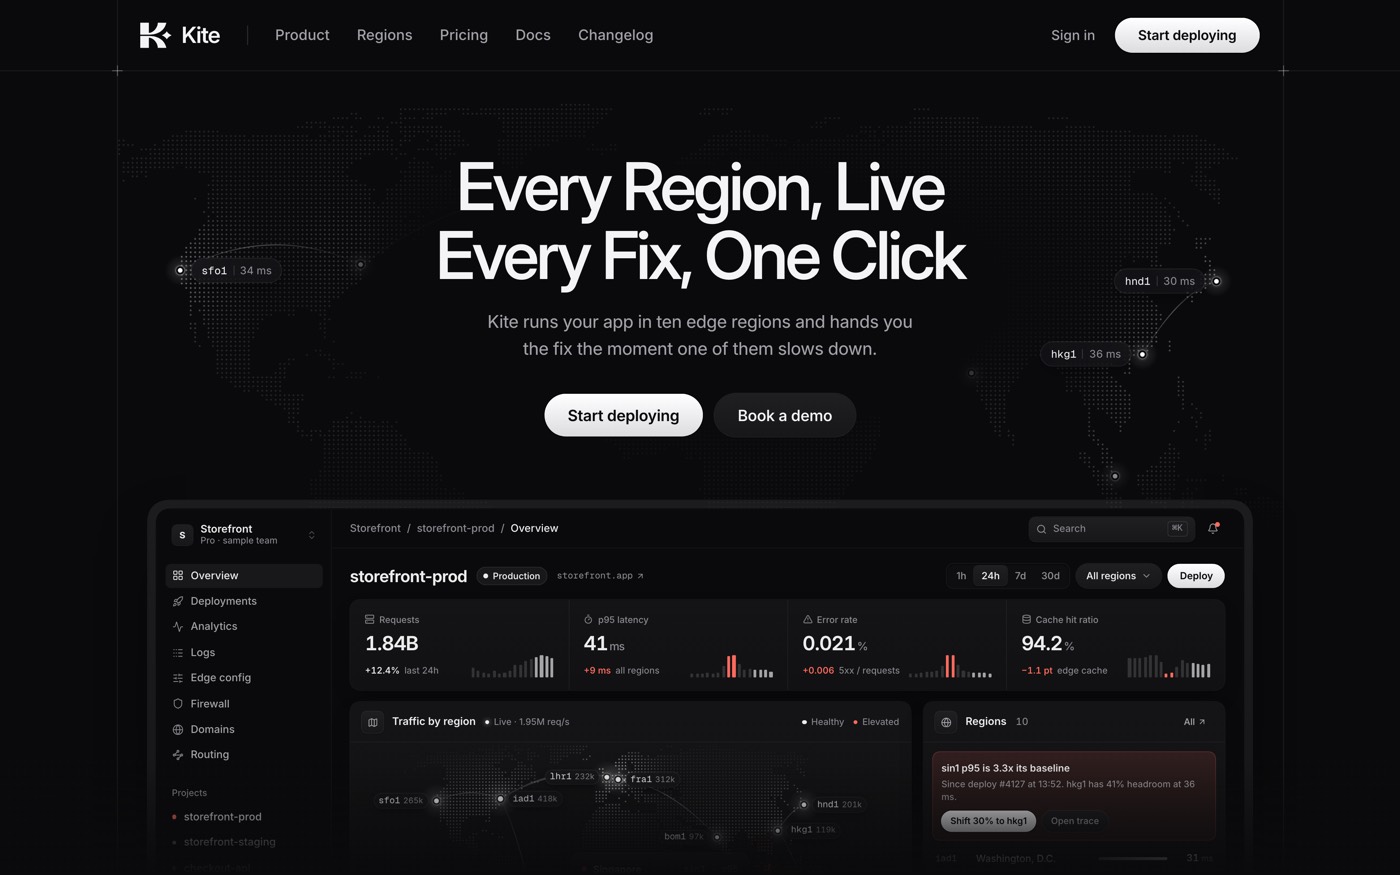 Kite
Product Regions Pricing Docs Changelog
Sign in Start deploying
Every Region, Live
Every Fix, One Click
sfo1 34 ms
hnd1 30 ms
hkg1 36 ms
Kite runs your app in ten edge regions and hands you
the fix the moment one of them slows down.
Start deploying Book a demo
S Storefront
Pro · sample team
Storefront / storefront-prod / Overview
Search ⌘K
Overview
Deployments
Analytics
Logs
Edge config
Firewall
Domains
Routing
Projects
storefront-prod
storefront-staging
storefront-prod Production storefront.app ↗
1h 24h 7d 30d All regions Deploy
Requests
1.84B
+12.4% last 24h
p95 latency
41 ms
+9 ms all regions
Error rate
0.021 %
+0.006 5xx / requests
Cache hit ratio
94.2 %
−1.1 pt edge cache
Traffic by region Live · 1.95M req/s Healthy Elevated
lhr1 232k
fra1 312k
sfo1 265k
iad1 418k
hnd1 201k
hkg1 119k
bom1 97k
Regions 10 All ↗
sin1 p95 is 3.3x its baseline
Since deploy #4127 at 13:52. hkg1 has 41% headroom at 36
ms.
Shift 30% to hkg1 Open trace
iad1 Washington, D.C. 31 ms